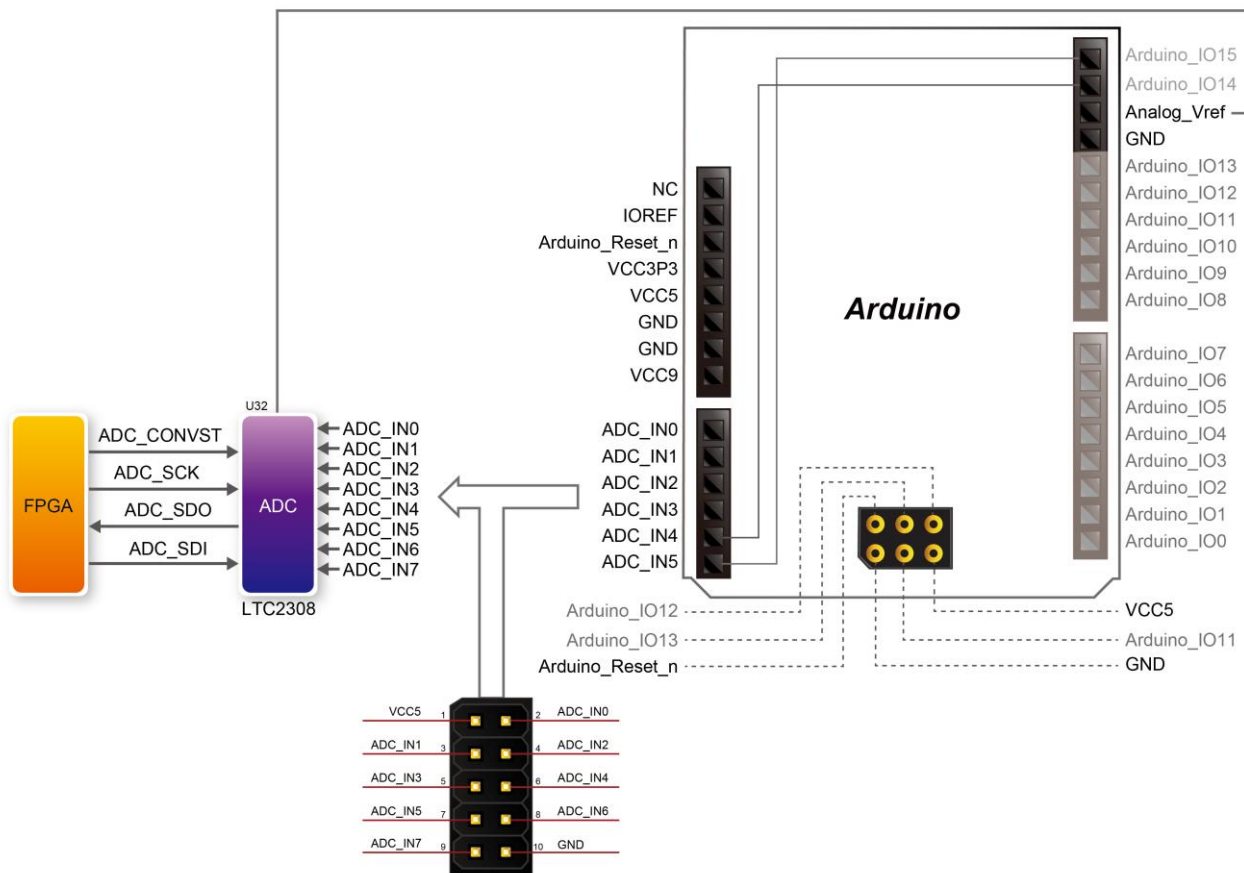 Arduino_IO15
Arduino_IO14
Analog_Vref
GND
Arduino_IO13
Arduino_IO12
Arduino_IO11
Arduino_IO10
Arduino_IO9
Arduino_IO8
NC
IOREF
Arduino_Reset_n
VCC3P3
VCC5
GND
GND
VCC9
Arduino
Arduino_IO7
Arduino_IO6
Arduino_IO5
Arduino_IO4
Arduino_IO3
Arduino_IO2
Arduino_IO1
Arduino_IO0
U32
FPGA
ADC_CONVST
ADC_SCK
ADC_SDO
ADC_SDI
ADC
LTC2308
ADC_IN0
ADC_IN1
ADC_IN2
ADC_IN3
ADC_IN4
ADC_IN5
ADC_IN6
ADC_IN7
ADC_IN0
ADC_IN1
ADC_IN2
ADC_IN3
ADC_IN4
ADC_IN5
Arduino_IO12
Arduino_IO13
Arduino_Reset_n
VCC5
Arduino_IO11
GND
VCC5 1 2 ADC_IN0
ADC_IN1 3 4 ADC_IN2
ADC_IN3 5 6 ADC_IN4
ADC_IN5 7 8 ADC_IN6
ADC_IN7 9 10 GND